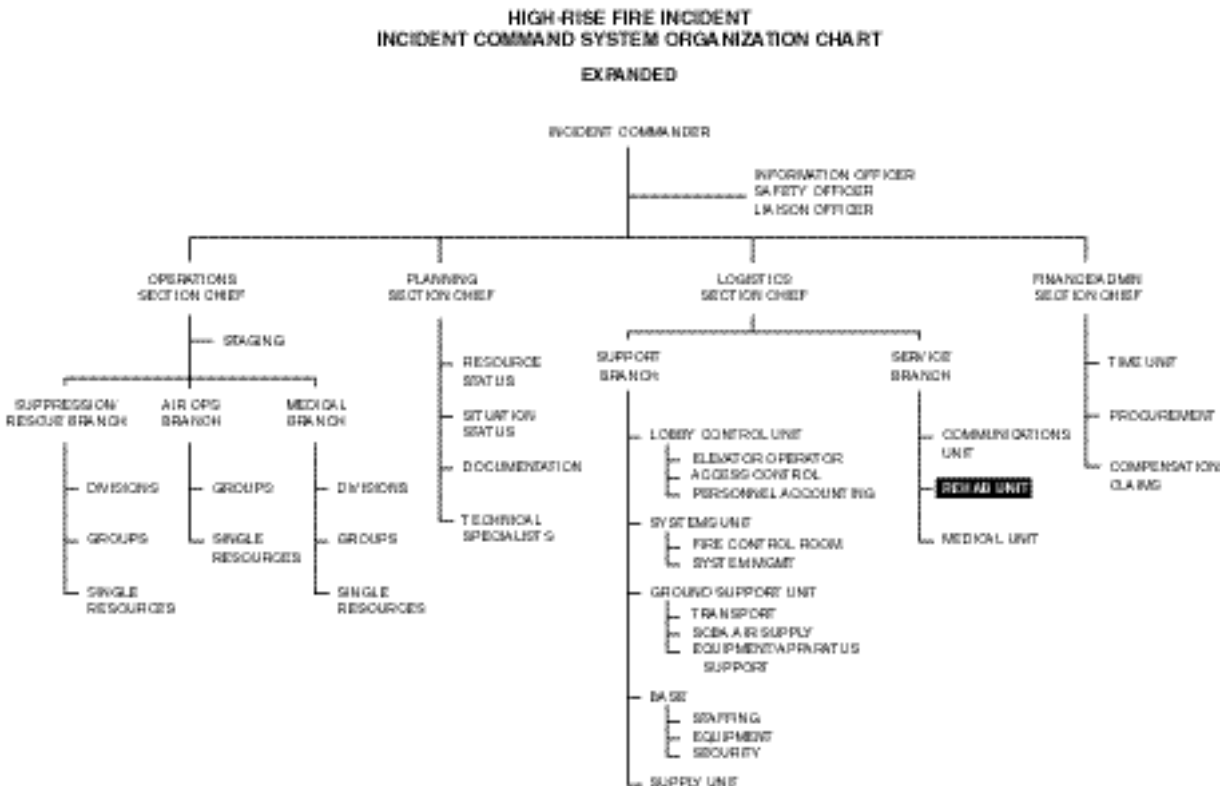 HIGH-RISE FIRE INCIDENT
INCIDENT COMMAND SYSTEM ORGANIZATION CHART
EXPANDED
INCIDENT COMMANDER
INFORMATION OFFICER
SAFETY OFFICER
LIAISON OFFICER
OPERATIONS
SECTION CHIEF
PLANNING
SECTION CHIEF
LOGISTICS
SECTION CHIEF
FINANCE/ADMIN
SECTION CHIEF
STAGING
SUPPRESSION/
RESCUE BRANCH
AIR OPS
BRANCH
MEDICAL
BRANCH
DIVISIONS
GROUPS
SINGLE
RESOURCES
GROUPS
SINGLE
RESOURCES
DIVISIONS
GROUPS
SINGLE
RESOURCES
RESOURCE
STATUS
SITUATION
STATUS
DOCUMENTATION
TECHNICAL
SPECIALISTS
SUPPORT
BRANCH
LOBBY CONTROL UNIT
ELEVATOR OPERATOR
ACCESS CONTROL
PERSONNEL ACCOUNTING
SYSTEMS UNIT
FIRE CONTROL ROOM
SYSTEM MGMT
GROUND SUPPORT UNIT
TRANSPORT
SCBA AIR SUPPLY
EQUIPMENT/APPARATUS
SUPPORT
BASE
STAFFING
EQUIPMENT
SECURITY
SUPPLY UNIT
SERVICE
BRANCH
COMMUNICATIONS
UNIT
REHAB UNIT
MEDICAL UNIT
TIME UNIT
PROCUREMENT
COMPENSATION/
CLAIMS